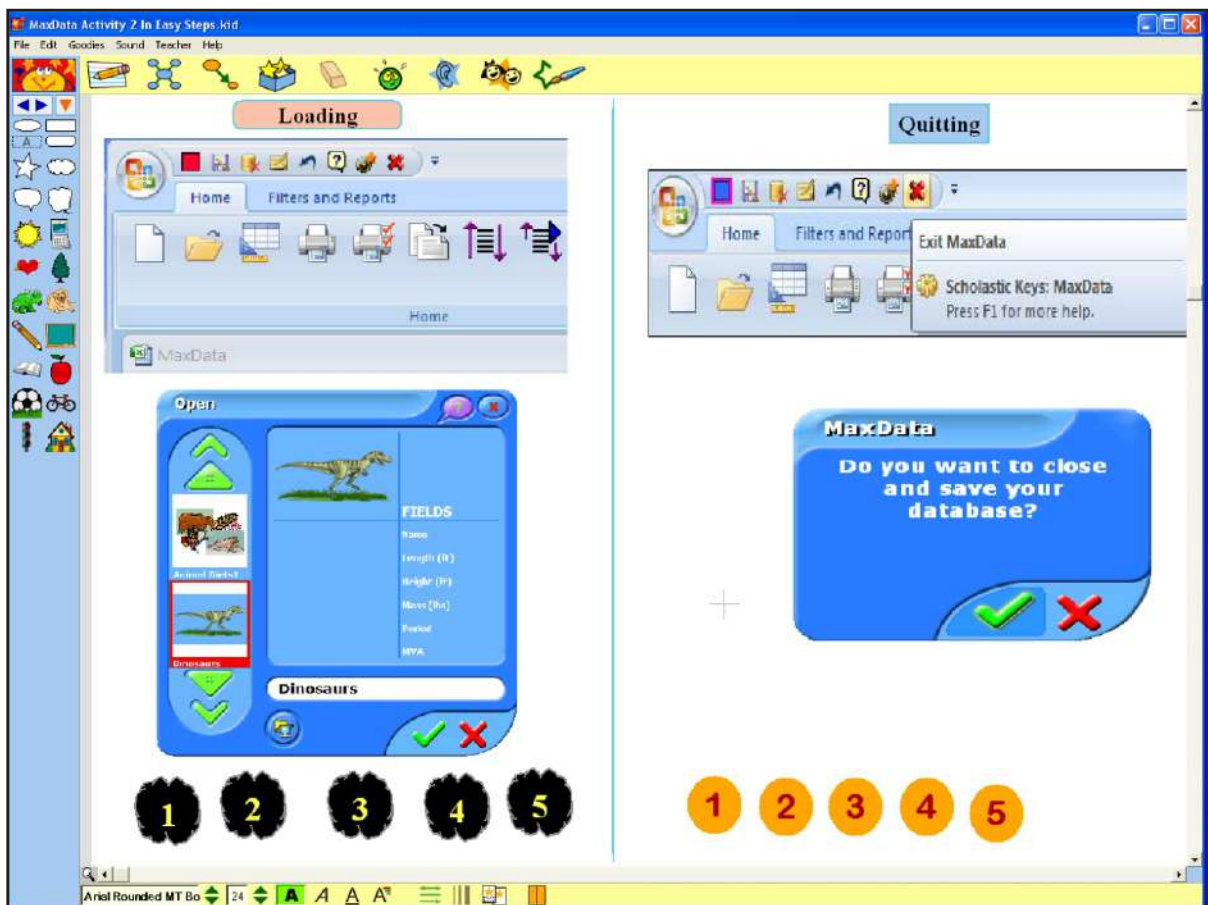 MaxData Activity 2 In Easy Steps.kid
File Edit Goodies Sound Teacher Help
A
Loading
Home Filters and Reports
Home
MaxData
Open
FIELDS
Name
Length (ft)
Height (ft)
Mass (lbs)
Period
MYA
Dinosaurs
Dinosaurs
1 2 3 4 5
Quitting
Home Filters and Repor
Exit MaxData
Scholastic Keys: MaxData
Press F1 for more help.
MaxData
Do you want to close
and save your
database?
1 2 3 4 5
Arial Rounded MT Bo 24 A A A A